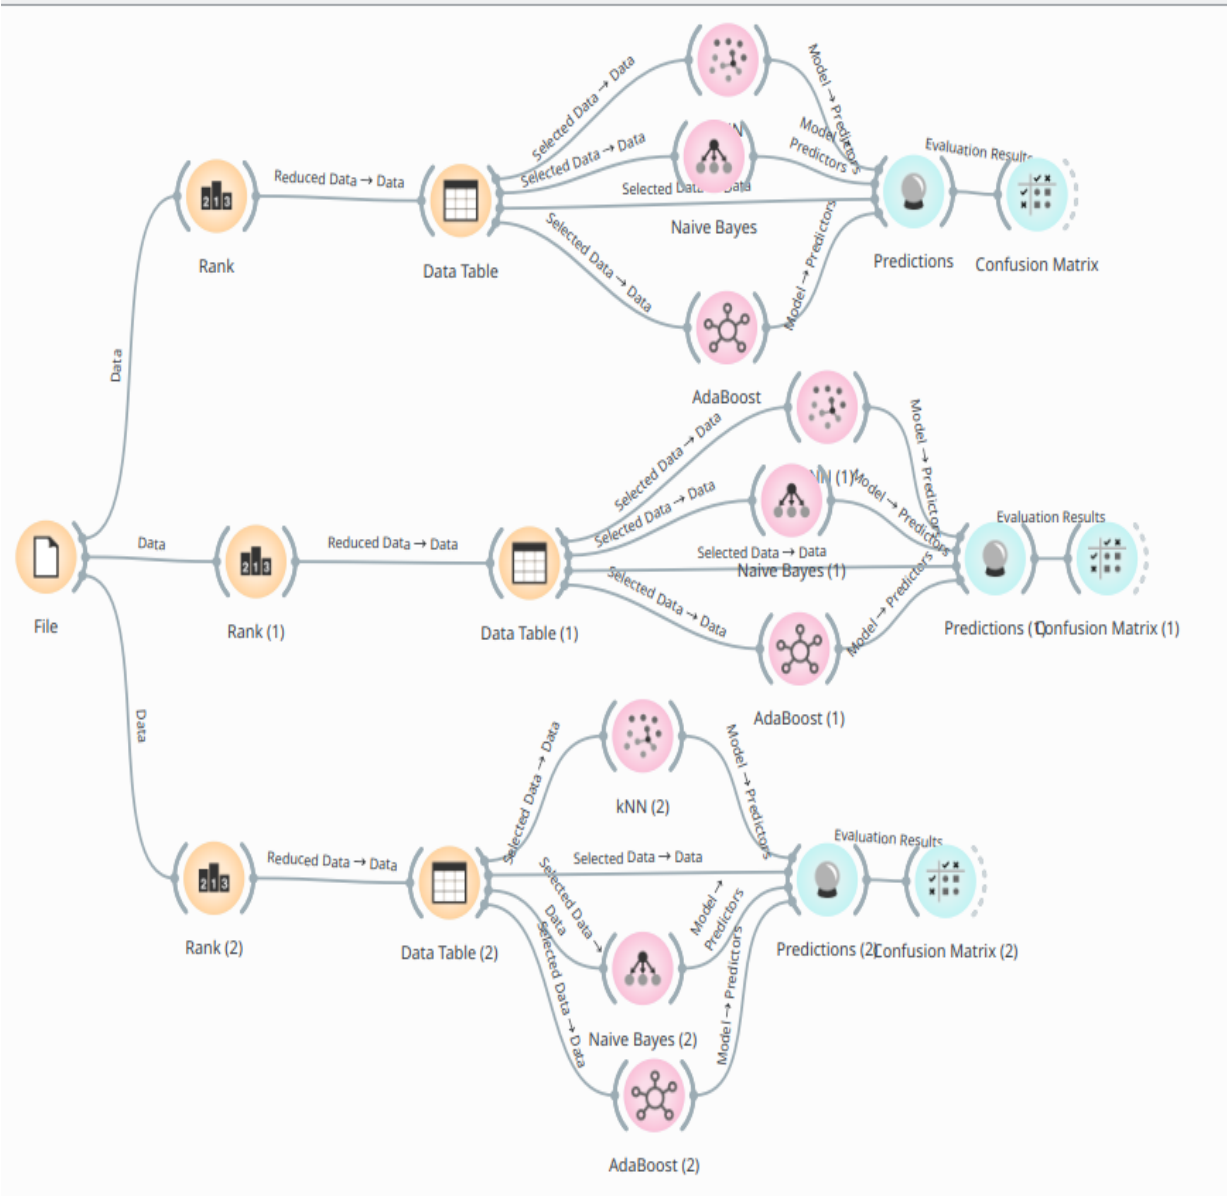 Selected Data → Data
Model → Predictors
Selected Data → Data
Model →
Predictors
Evaluation Results
Reduced Data → Data
Selected Data → Data
Rank
Data Table
Naive Bayes
Predictions
Confusion Matrix
Selected Data → Data
Model → Predictors
Data
AdaBoost
Selected Data → Data
Model → Predictors
(1)
Selected Data → Data
Model → Predictors
Evaluation Results
Data
Reduced Data → Data
Selected Data → Data
Naive Bayes (1)
File
Rank (1)
Data Table (1)
Selected Data → Data
Model → Predictors
Predictions (1)
Confusion Matrix (1)
AdaBoost (1)
Data
Selected Data → Data
kNN (2)
Model → Predictors
Evaluation Results
Reduced Data → Data
Selected Data → Data
Rank (2)
Data Table (2)
Selected Data →
Data
Model →
Predictors
Predictions (2)
Confusion Matrix (2)
Selected Data → Data
Naive Bayes (2)
Model → Predictors
AdaBoost (2)